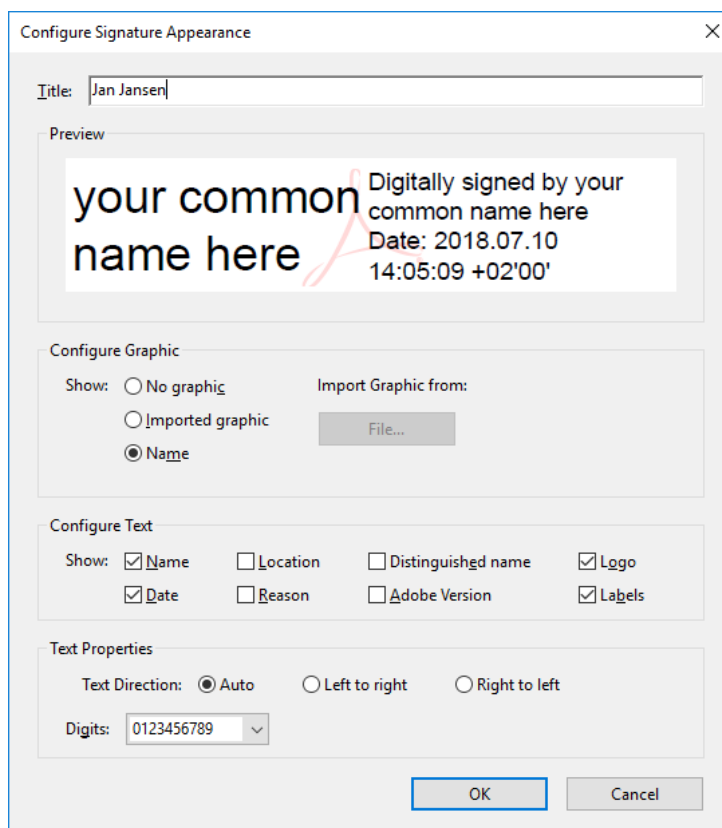 Configure Signature Appearance
Title: Jan Jansen
Preview
your common
name here
Digitally signed by your
common name here
Date: 2018.07.10
14:05:09 +02'00'
Configure Graphic
Show: No graphic
Import Graphic from:
Imported graphic
File...
Name
Configure Text
Show: Name Location Distinguished name Logo
Date Reason Adobe Version Labels
Text Properties
Text Direction: Auto Left to right Right to left
Digits: 0123456789
OK Cancel